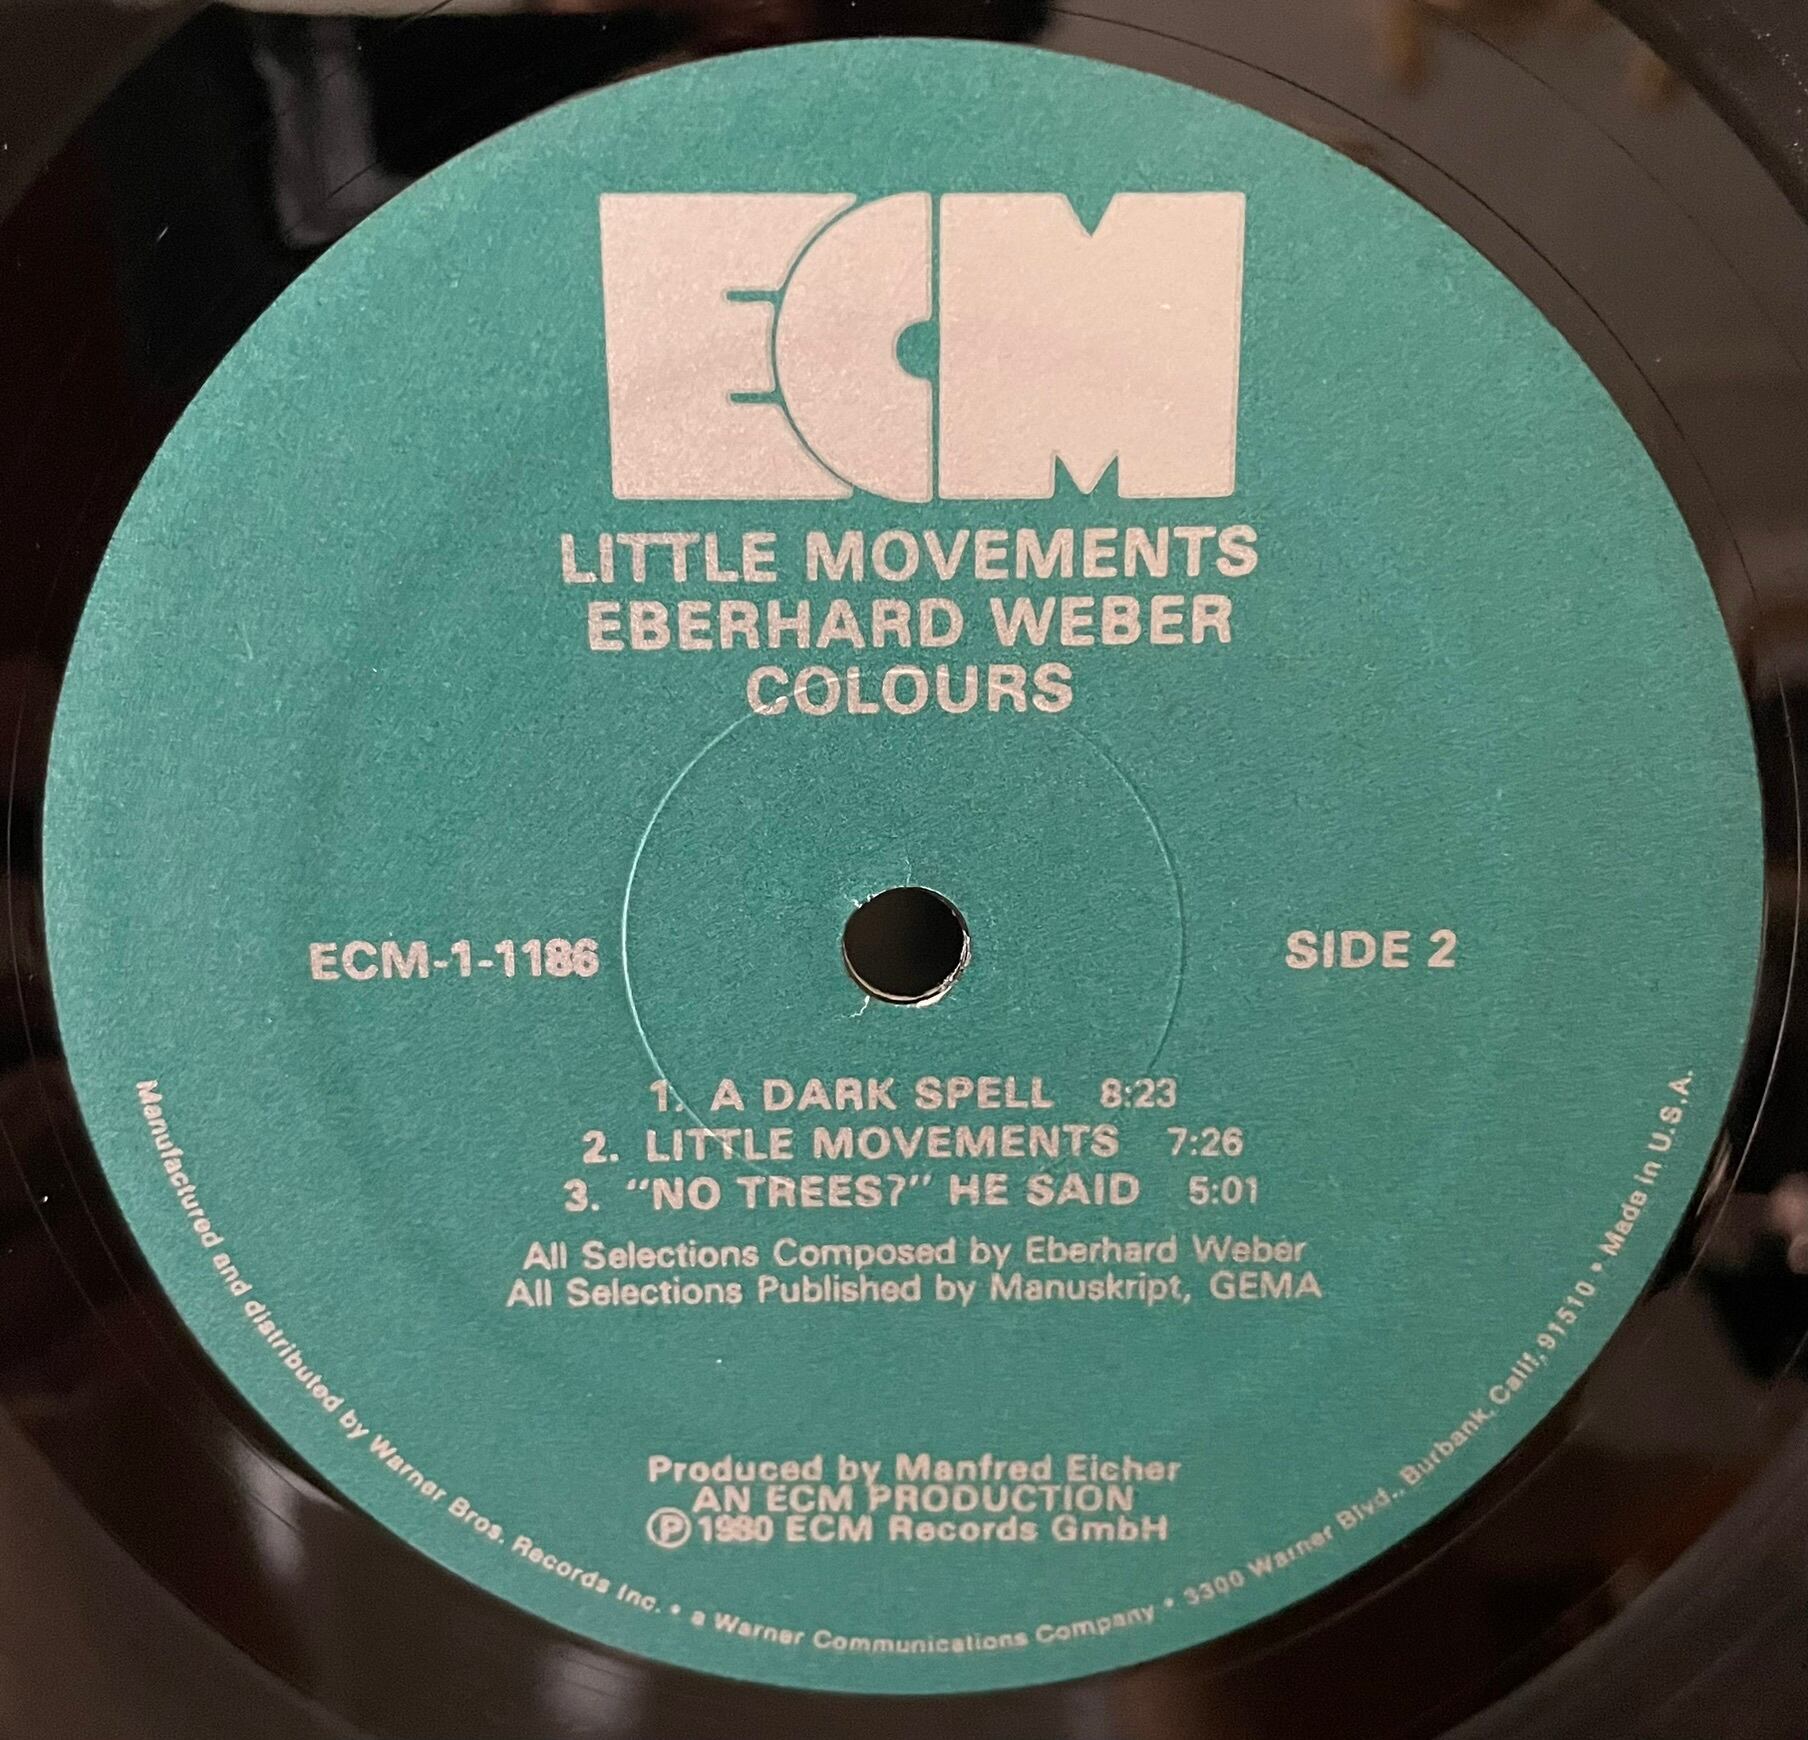 ECM
LITTLE MOVEMENTS
EBERHARD WEBER
COLOURS
ECM-1-1186
SIDE 2
1. A DARK SPELL 8:23
2. LITTLE MOVEMENTS 7:26
3. "NO TREES?" HE SAID 5:01
All Selections Composed by Eberhard Weber
All Selections Published by Manuskript, GEMA
Produced by Manfred Eicher
AN ECM PRODUCTION
℗ 1980 ECM Records GmbH
Manufactured and distributed by Warner Bros. Records Inc. • a Warner Communications Company • 3300 Warner Blvd., Burbank, Calif. 91510 • Made in U.S.A.